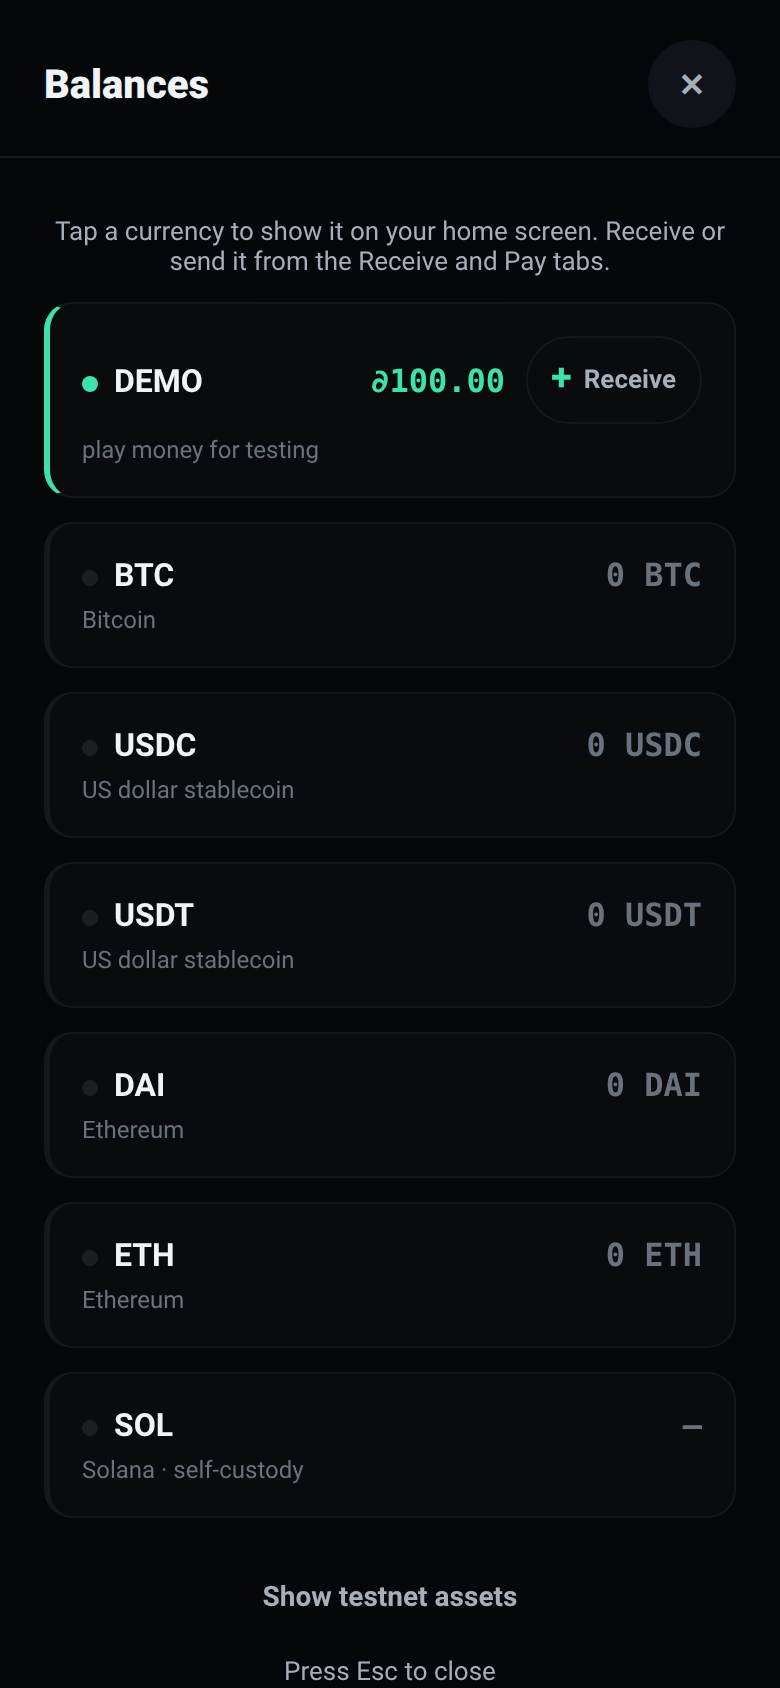 Balances
×
Tap a currency to show it on your home screen. Receive or
send it from the Receive and Pay tabs.
DEMO ∂100.00 + Receive
play money for testing
BTC 0 BTC
Bitcoin
USDC 0 USDC
US dollar stablecoin
USDT 0 USDT
US dollar stablecoin
DAI 0 DAI
Ethereum
ETH 0 ETH
Ethereum
SOL –
Solana · self-custody
Show testnet assets
Press Esc to close